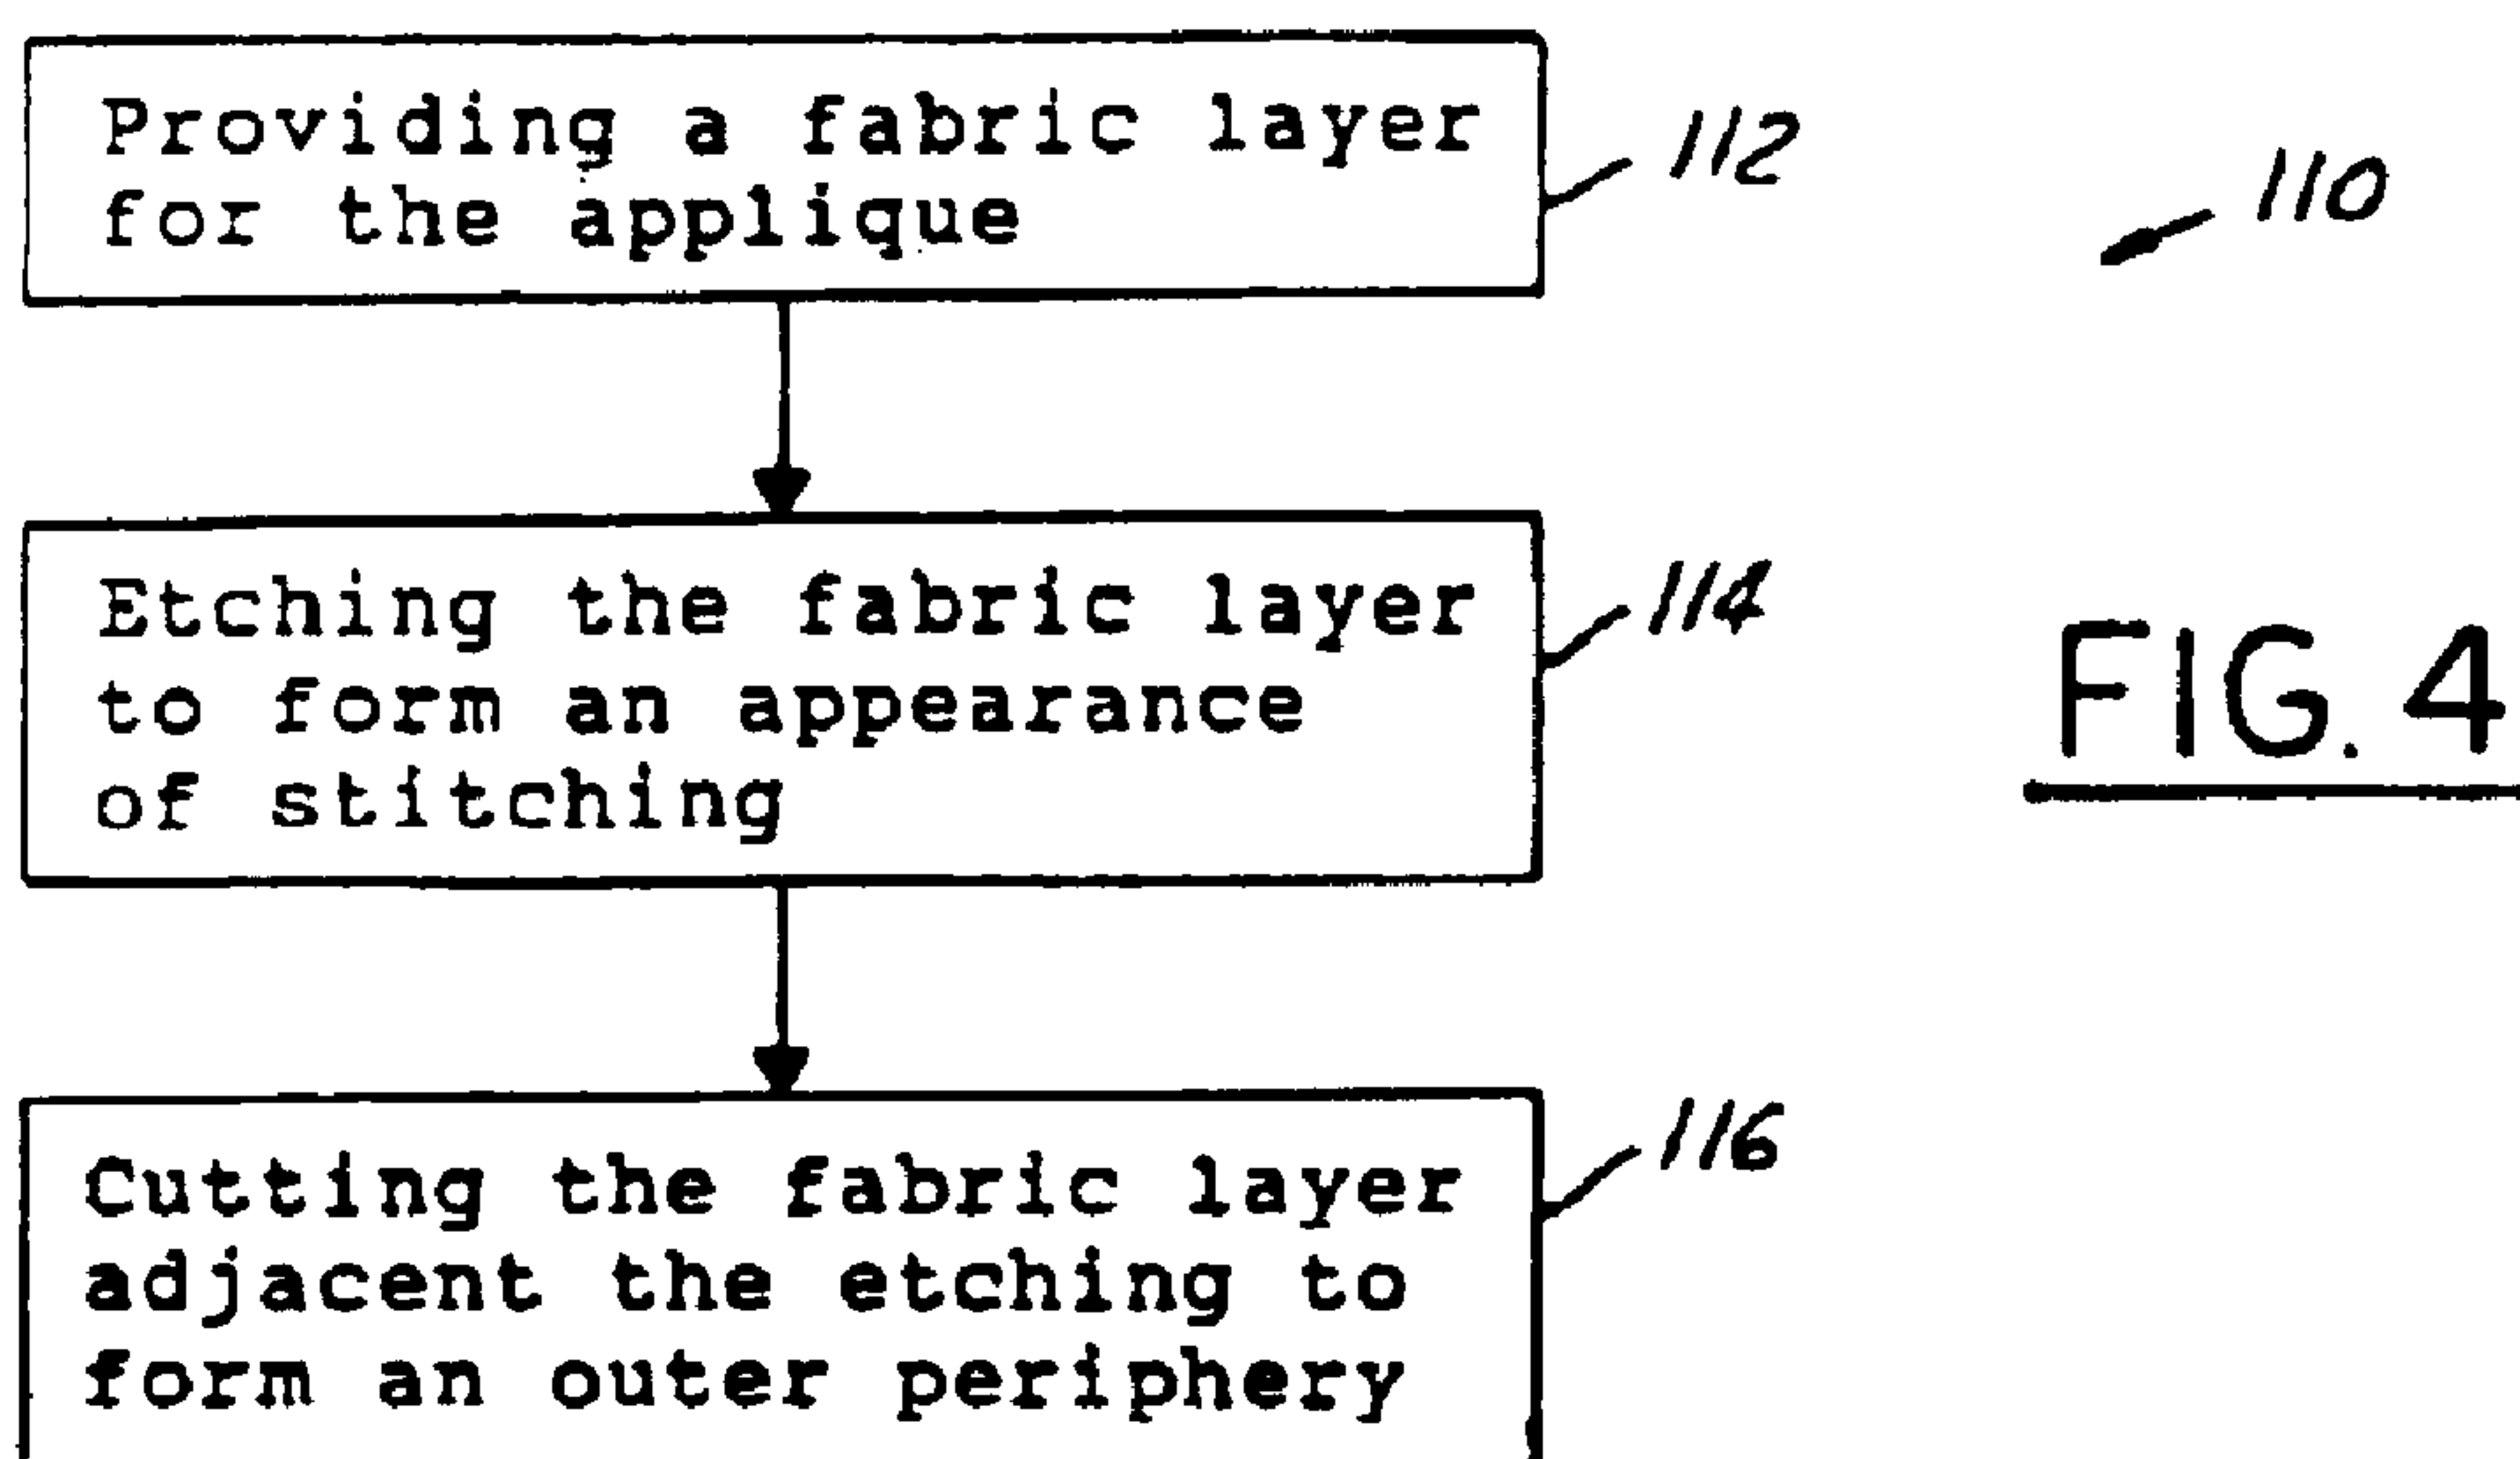 Providing a fabric layer
for the applique
112
110
Etching the fabric layer
to form an appearance
of stitching
114
FIG. 4
Cutting the fabric layer
adjacent the etching to
form an outer periphery
116